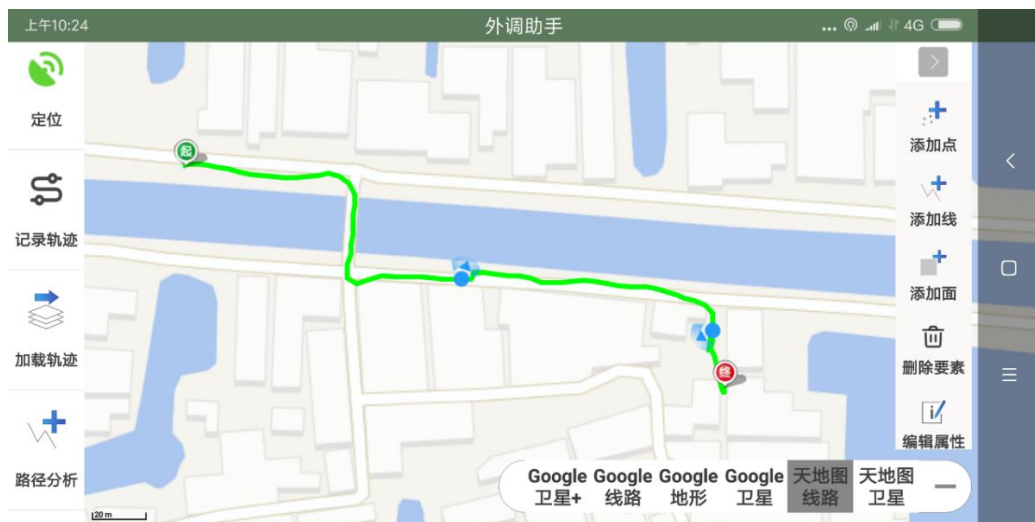 上午10:24
外调助手
... 4G
定位
记录轨迹
加载轨迹
路径分析
起
终
添加点
添加线
添加面
删除要素
编辑属性
Google 卫星+
Google 线路
Google 地形
Google 卫星
天地图 线路
天地图 卫星
20 m